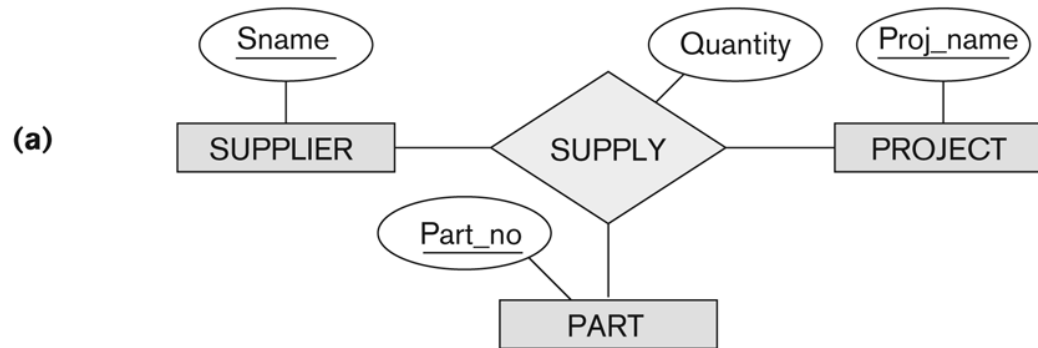 Sname
Quantity
Proj_name
(a)
SUPPLIER
SUPPLY
PROJECT
Part_no
PART